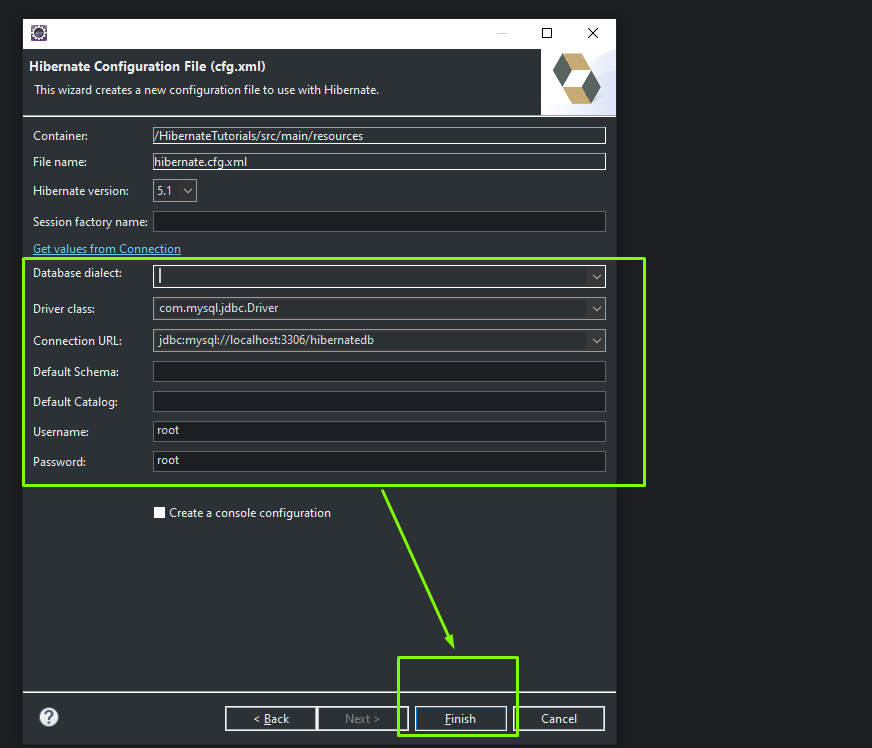 Hibernate Configuration File (cfg.xml)
This wizard creates a new configuration file to use with Hibernate.
Container: /HibernateTutorials/src/main/resources
File name: hibernate.cfg.xml
Hibernate version: 5.1
Session factory name:
Get values from Connection
Database dialect:
Driver class: com.mysql.jdbc.Driver
Connection URL: jdbc:mysql://localhost:3306/hibernatedb
Default Schema:
Default Catalog:
Username: root
Password: root
Create a console configuration
? < Back Next > Finish Cancel